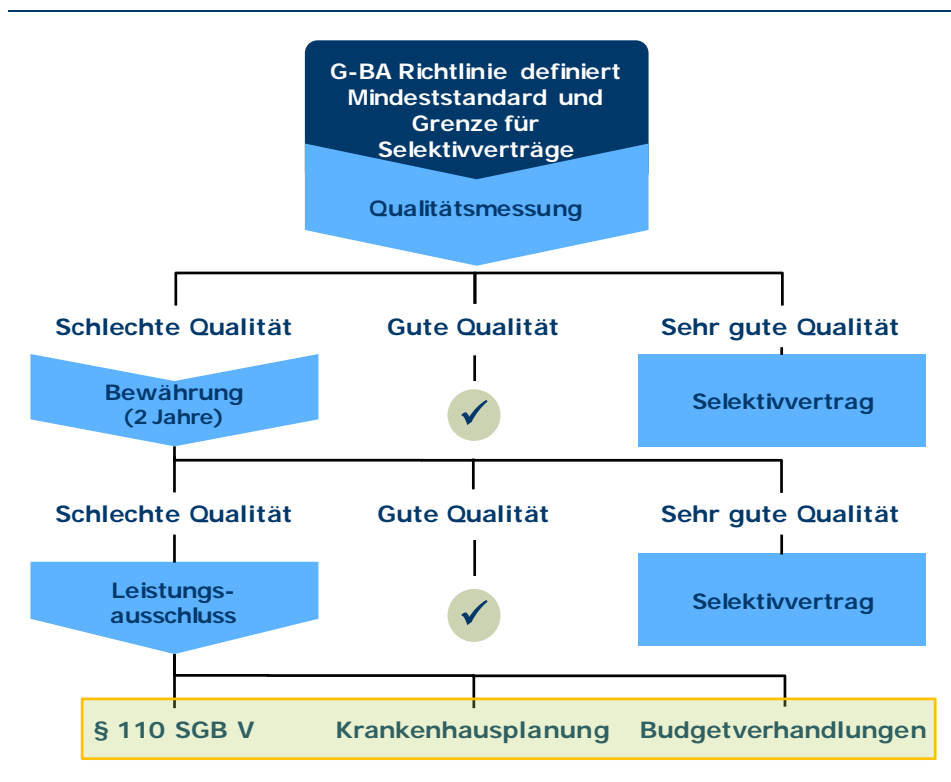 G-BA Richtlinie definiert
Mindeststandard und
Grenze für
Selektivverträge
Qualitätsmessung
Schlechte Qualität
Gute Qualität
Sehr gute Qualität
Bewährung
(2 Jahre)
Selektivvertrag
Schlechte Qualität
Gute Qualität
Sehr gute Qualität
Leistungs-
ausschluss
Selektivvertrag
§ 110 SGB V
Krankenhausplanung
Budgetverhandlungen